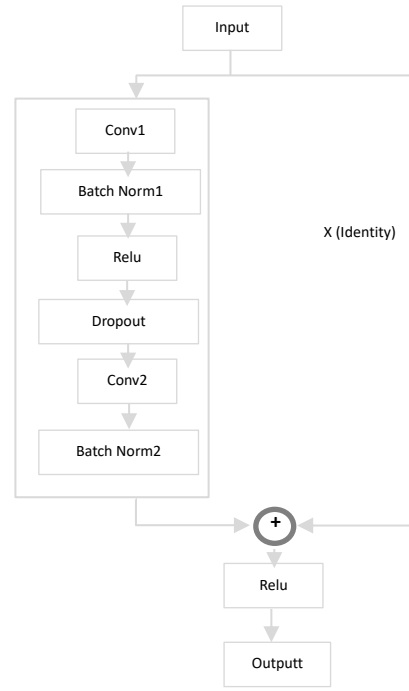 Input
Conv1
Batch Norm1
Relu
Dropout
Conv2
Batch Norm2
X (Identity)
+
Relu
Outputt